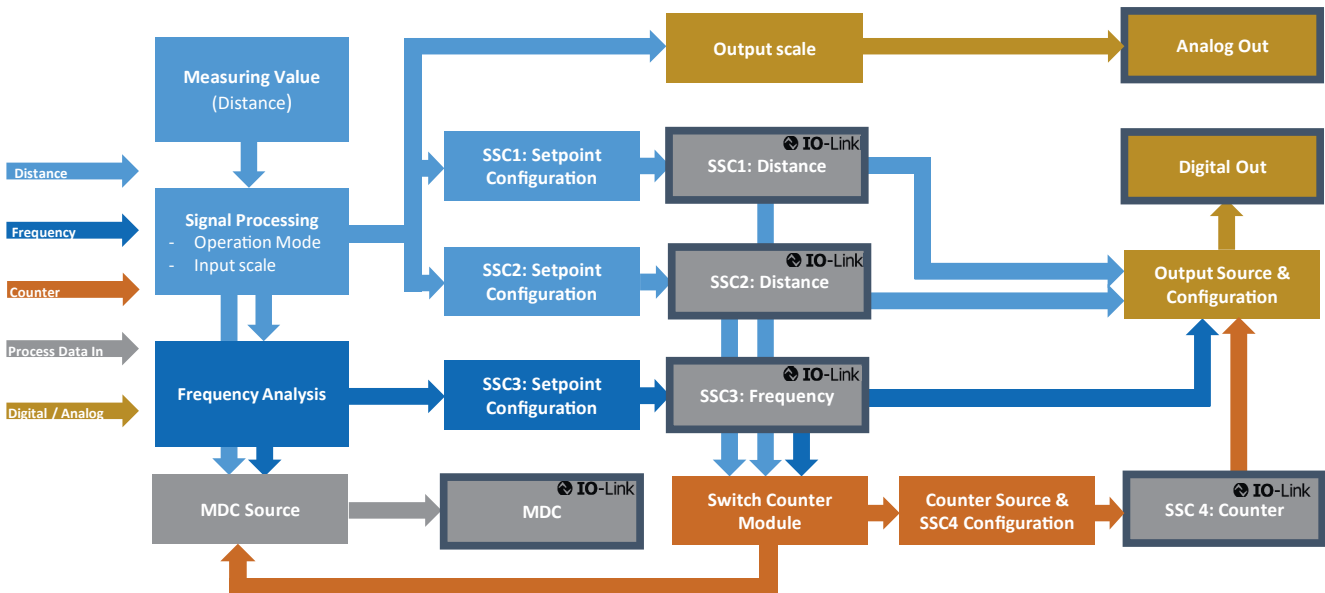 Measuring Value
(Distance)
Output scale
Analog Out
Distance
Frequency
Counter
Process Data In
Digital / Analog
Signal Processing
- Operation Mode
- Input scale
SSC1: Setpoint
Configuration
IO-Link
SSC1: Distance
Digital Out
SSC2: Setpoint
Configuration
IO-Link
SSC2: Distance
Output Source &
Configuration
Frequency Analysis
SSC3: Setpoint
Configuration
IO-Link
SSC3: Frequency
MDC Source
IO-Link
MDC
Switch Counter
Module
Counter Source &
SSC4 Configuration
IO-Link
SSC 4: Counter